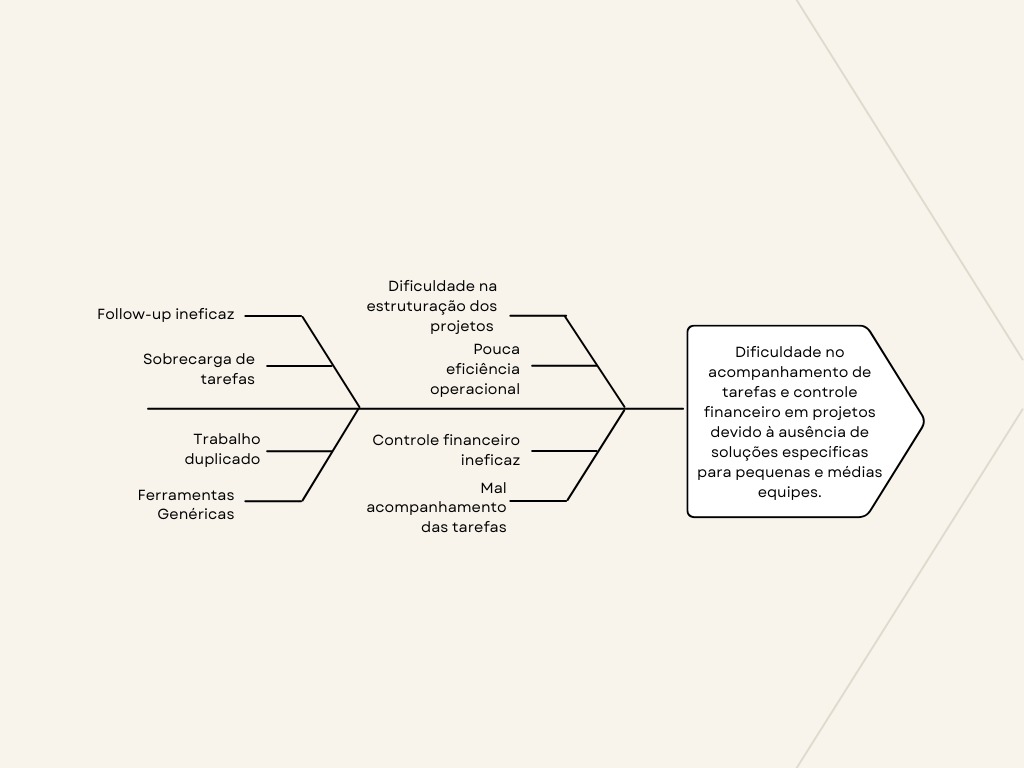 Follow-up ineficaz
Sobrecarga de
tarefas
Dificuldade na
estruturação dos
projetos
Pouca
eficiência
operacional
Trabalho
duplicado
Ferramentas
Genéricas
Controle financeiro
ineficaz
Mal
acompanhamento
das tarefas
Dificuldade no
acompanhamento de
tarefas e controle
financeiro em projetos
devido à ausência de
soluções específicas
para pequenas e médias
equipes.